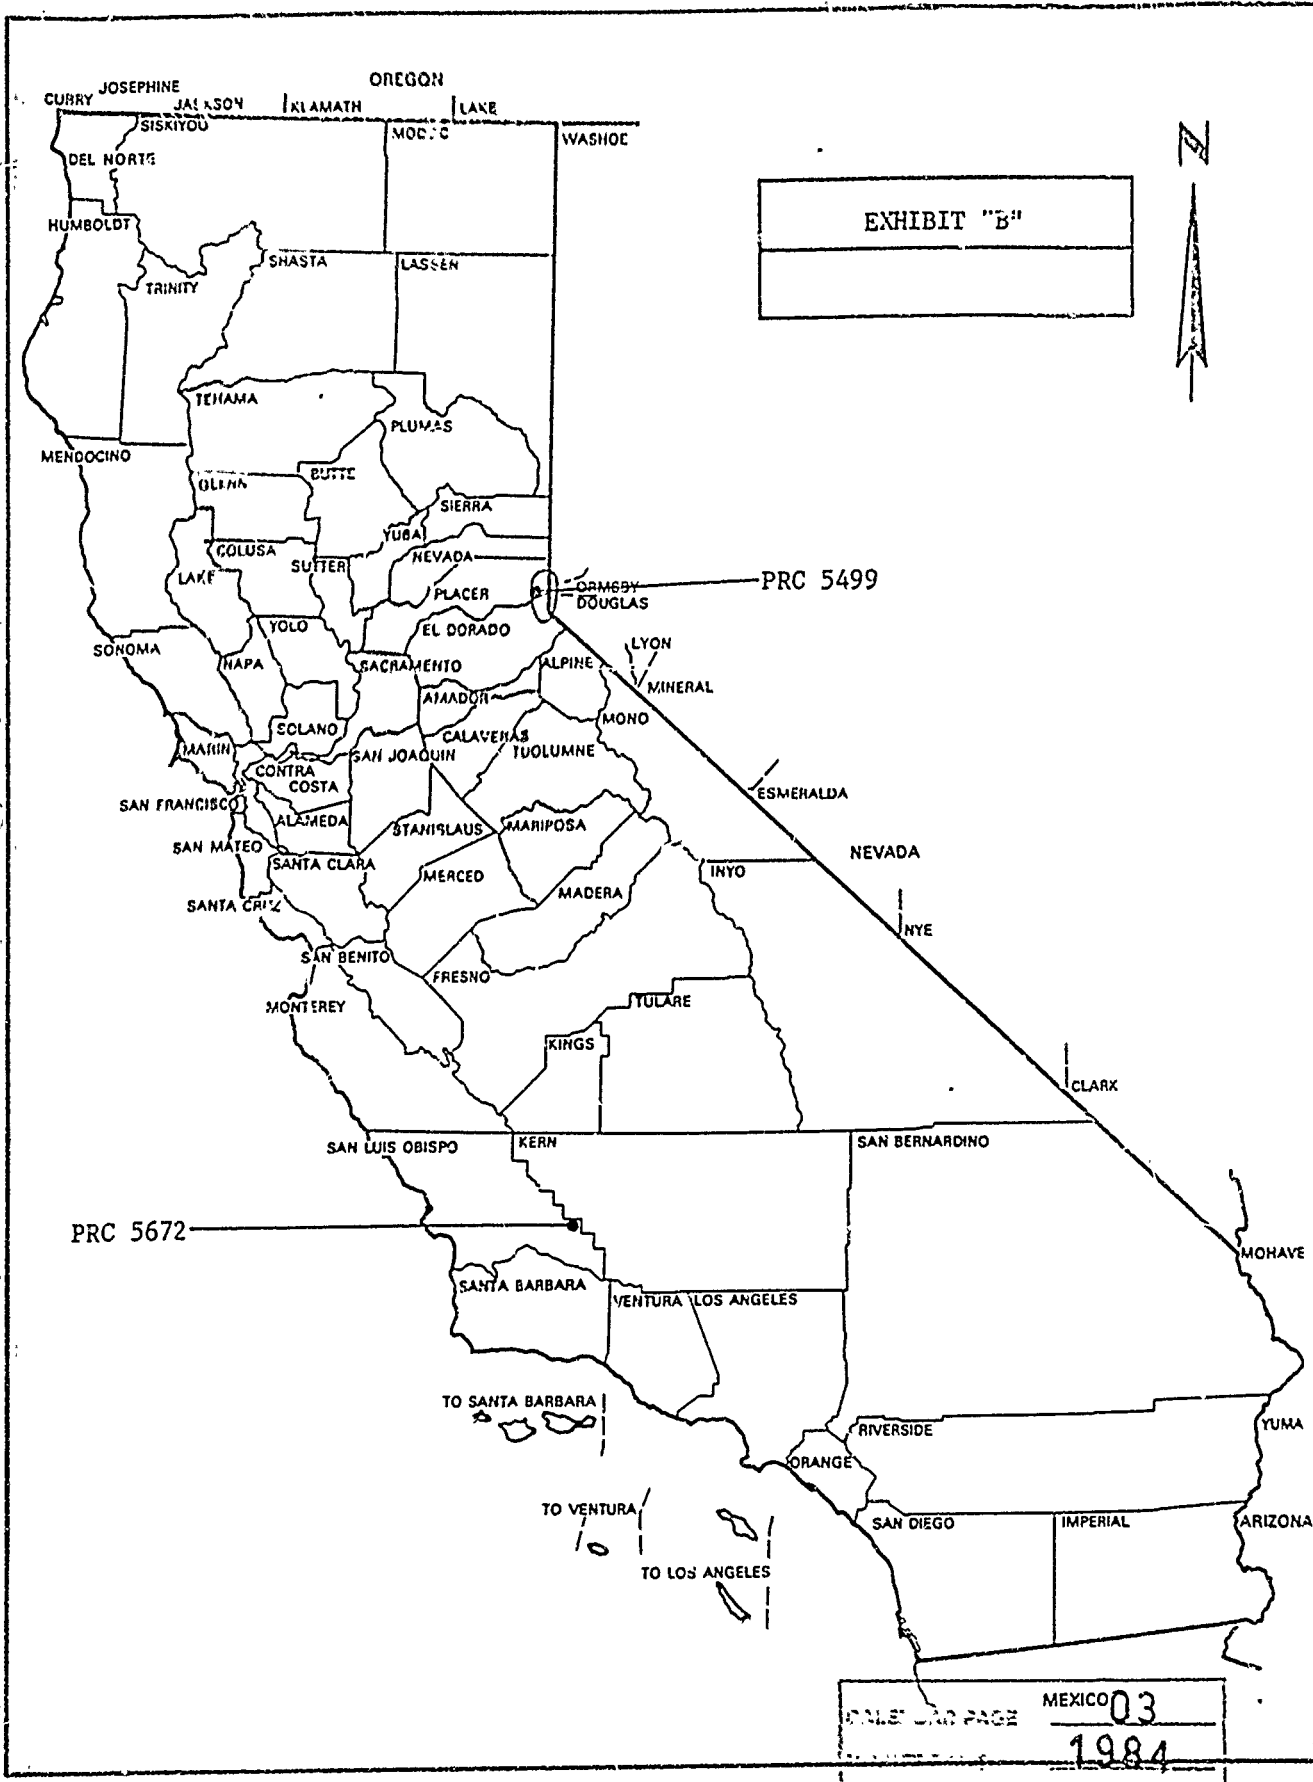 OREGON
JOSEPHINE
CURRY
JACKSON
KLAMATH
LAKE
SISKIYOU
MODOC
WASHOE
DEL NORTE
EXHIBIT "B"
N
HUMBOLDT
SHASTA
LASSEN
TRINITY
TEHAMA
PLUMAS
MENDOCINO
BUTTE
GLENN
SIERRA
YUBA
COLUSA
NEVADA
SUTTER
LAKE
PRC 5499
ORMSBY
PLACER
DOUGLAS
YOLO
EL DORADO
SONOMA
LYON
NAPA
SACRAMENTO
ALPINE
MINERAL
AMADOR
MONO
SOLANO
CALAVERAS
MARIN
SAN JOAQUIN
TUOLUMNE
CONTRA
COSTA
ESMERALDA
SAN FRANCISCO
ALAMEDA
STANISLAUS
MARIPOSA
SAN MATEO
NEVADA
SANTA CLARA
MERCED
INYO
MADERA
SANTA CRUZ
NYE
SAN BENITO
FRESNO
MONTEREY
TULARE
KINGS
CLARK
SAN LUIS OBISPO
KERN
SAN BERNARDINO
PRC 5672
MOHAVE
SANTA BARBARA
VENTURA
LOS ANGELES
TO SANTA BARBARA
YUMA
RIVERSIDE
ORANGE
TO VENTURA
SAN DIEGO
IMPERIAL
ARIZONA
TO LOS ANGELES
MEXICO
PAGE
03
1984